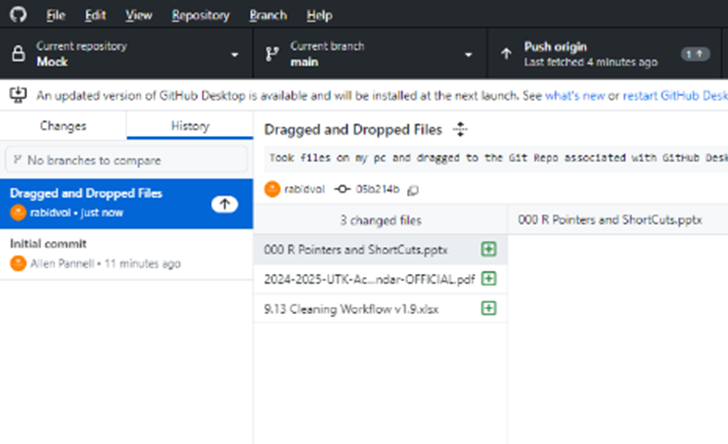 File Edit View Repository Branch Help
Current repository
Mock
Current branch
main
Push origin
Last fetched 4 minutes ago
1
An updated version of GitHub Desktop is available and will be installed at the next launch. See what's new or restart GitHub Desk
Changes
History
No branches to compare
Dragged and Dropped Files
rabidvol • just now
Initial commit
Allen Pannell • 11 minutes ago
Dragged and Dropped Files
Took files on my pc and dragged to the Git Repo associated with GitHub Desk
rabidvol 05b214b
3 changed files
000 R Pointers and ShortCuts.pptx
2024-2025-UTK-Ac...ndar-OFFICIAL.pdf
9.13 Cleaning Workflow v1.9.xlsx
000 R Pointers and ShortCuts.pptx